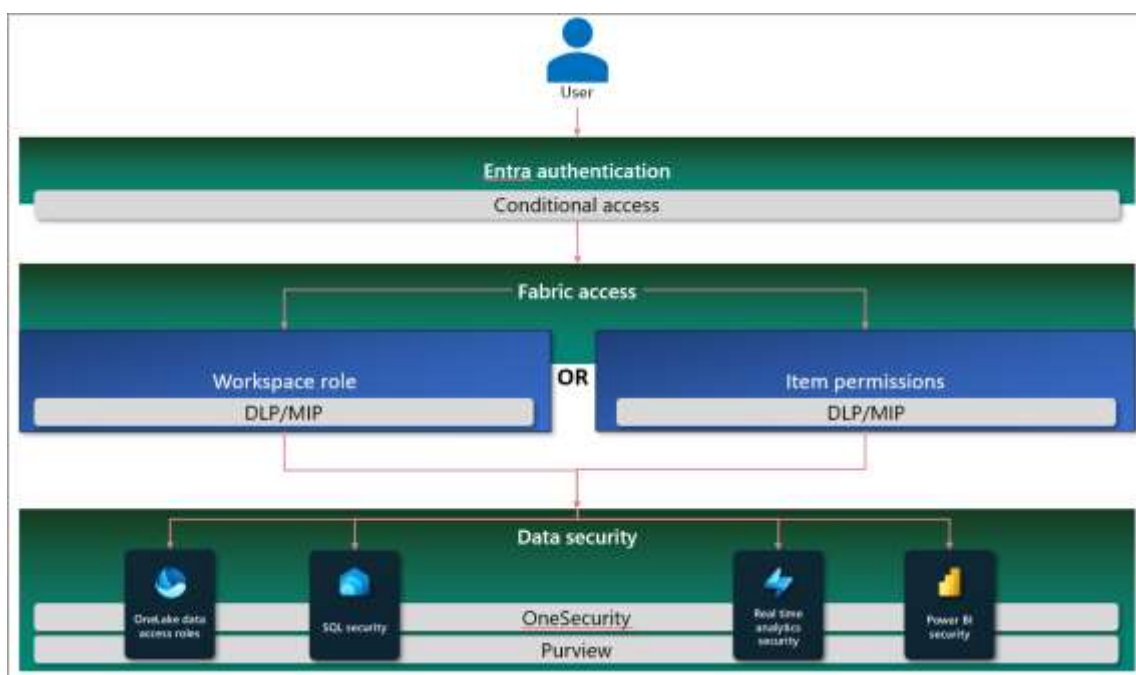 User
Entra authentication
Conditional access
Fabric access
Workspace role
DLP/MIP
OR
Item permissions
DLP/MIP
Data security
OneLake data
access roles
SQL security
OneSecurity
Purview
Real time
analytics
security
Power BI
security